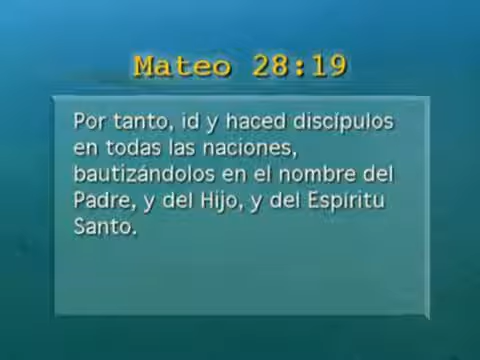 Mateo 28:19
Por tanto, id y haced discípulos
en todas las naciones,
bautizándolos en el nombre del
Padre, y del Hijo, y del Espíritu
Santo.